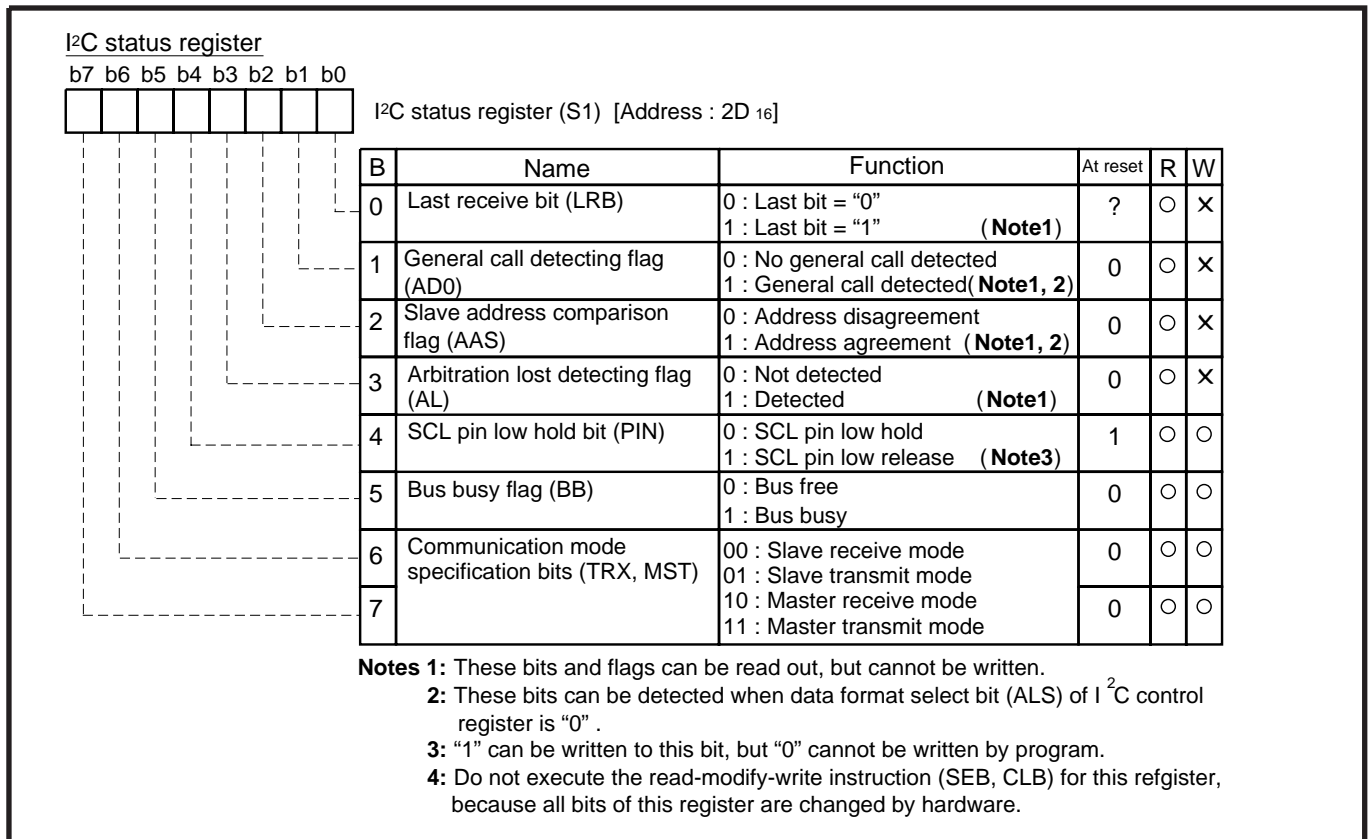 I²C status register
b7 b6 b5 b4 b3 b2 b1 b0
I²C status register (S1) [Address : 2D 16]
B Name Function At reset R W
0 Last receive bit (LRB) 0 : Last bit = “0” ? ○ ×
1 : Last bit = “1” (Note1)
1 General call detecting flag 0 : No general call detected 0 ○ ×
(AD0) 1 : General call detected(Note1, 2)
2 Slave address comparison 0 : Address disagreement 0 ○ ×
flag (AAS) 1 : Address agreement (Note1, 2)
3 Arbitration lost detecting flag 0 : Not detected 0 ○ ×
(AL) 1 : Detected (Note1)
4 SCL pin low hold bit (PIN) 0 : SCL pin low hold 1 ○ ○
1 : SCL pin low release (Note3)
5 Bus busy flag (BB) 0 : Bus free 0 ○ ○
1 : Bus busy
6 Communication mode 00 : Slave receive mode 0 ○ ○
specification bits (TRX, MST) 01 : Slave transmit mode
7 10 : Master receive mode 0 ○ ○
11 : Master transmit mode
Notes 1: These bits and flags can be read out, but cannot be written.
2: These bits can be detected when data format select bit (ALS) of I ²C control
register is “0” .
3: “1” can be written to this bit, but “0” cannot be written by program.
4: Do not execute the read-modify-write instruction (SEB, CLB) for this refgister,
because all bits of this register are changed by hardware.